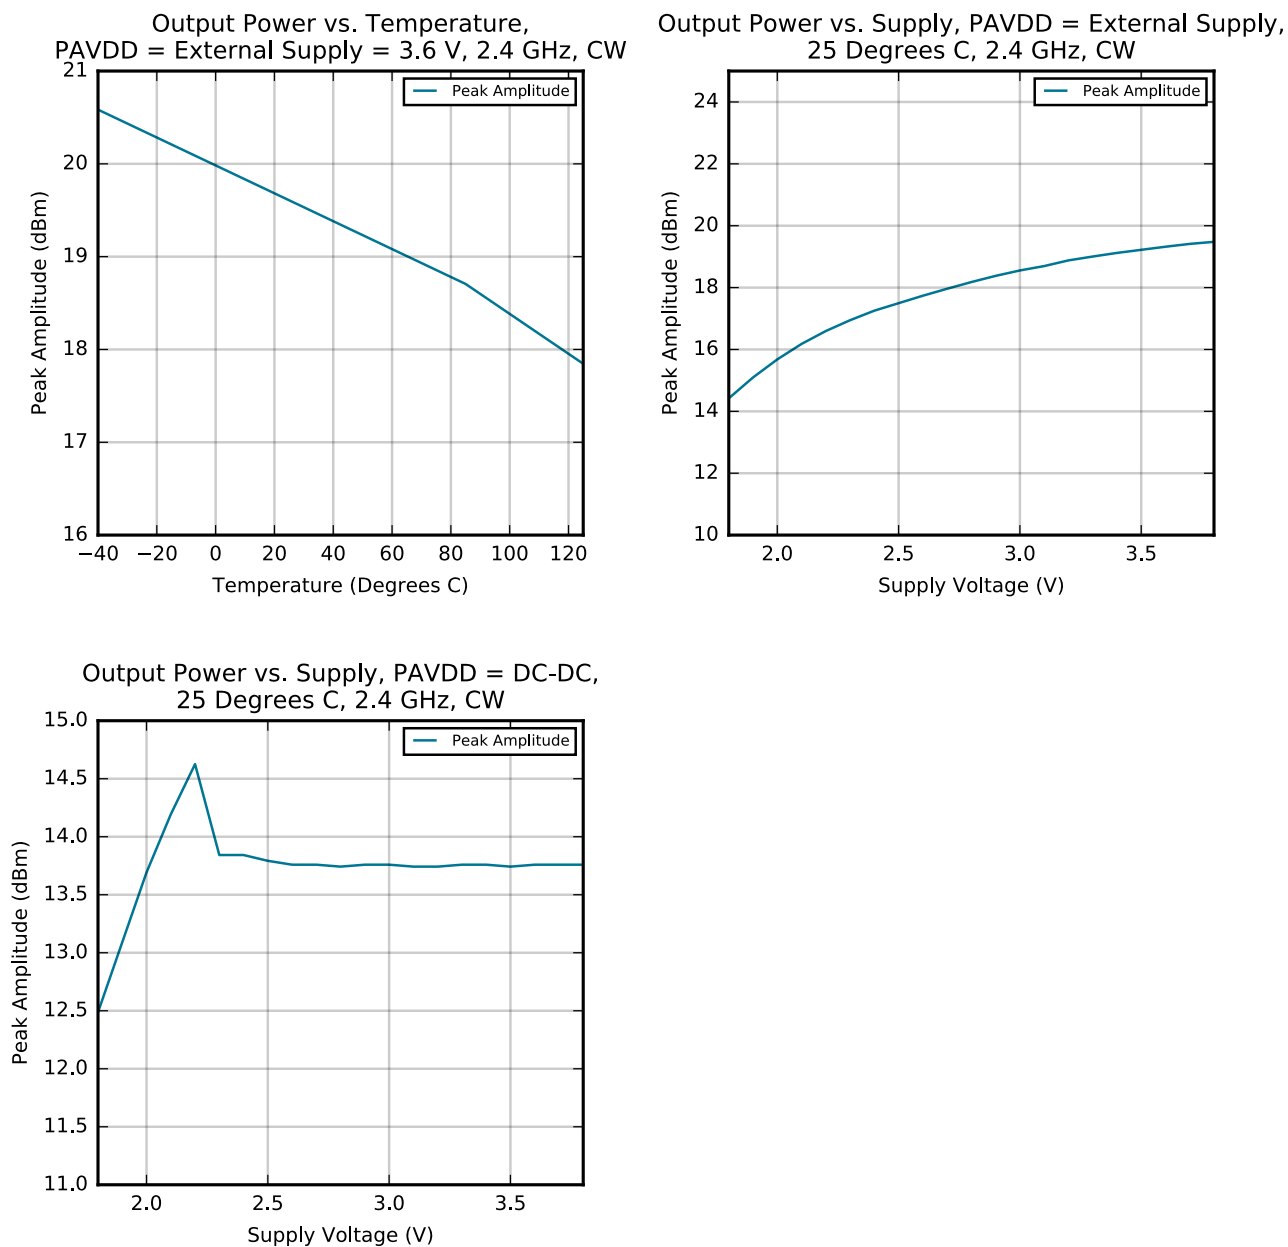 Output Power vs. Temperature,
PAVDD = External Supply = 3.6 V, 2.4 GHz, CW
21
20
19
18
17
16
Peak Amplitude (dBm)
Peak Amplitude
−40 −20 0 20 40 60 80 100 120
Temperature (Degrees C)
Output Power vs. Supply, PAVDD = External Supply,
25 Degrees C, 2.4 GHz, CW
24
22
20
18
16
14
12
10
Peak Amplitude (dBm)
Peak Amplitude
2.0 2.5 3.0 3.5
Supply Voltage (V)
Output Power vs. Supply, PAVDD = DC-DC,
25 Degrees C, 2.4 GHz, CW
15.0
14.5
14.0
13.5
13.0
12.5
12.0
11.5
11.0
Peak Amplitude (dBm)
Peak Amplitude
2.0 2.5 3.0 3.5
Supply Voltage (V)